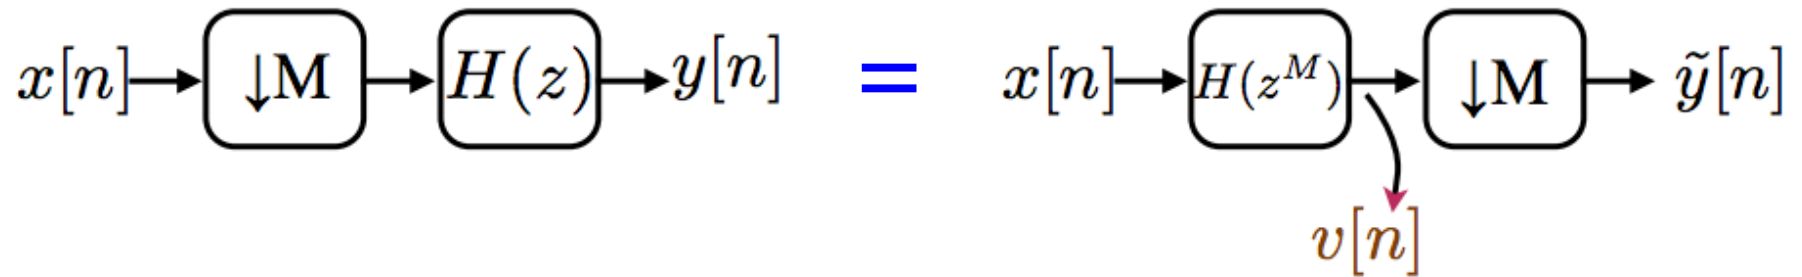 x[n] ↓M H(z) y[n] = x[n] H(z^M) ↓M ỹ[n]
v[n]